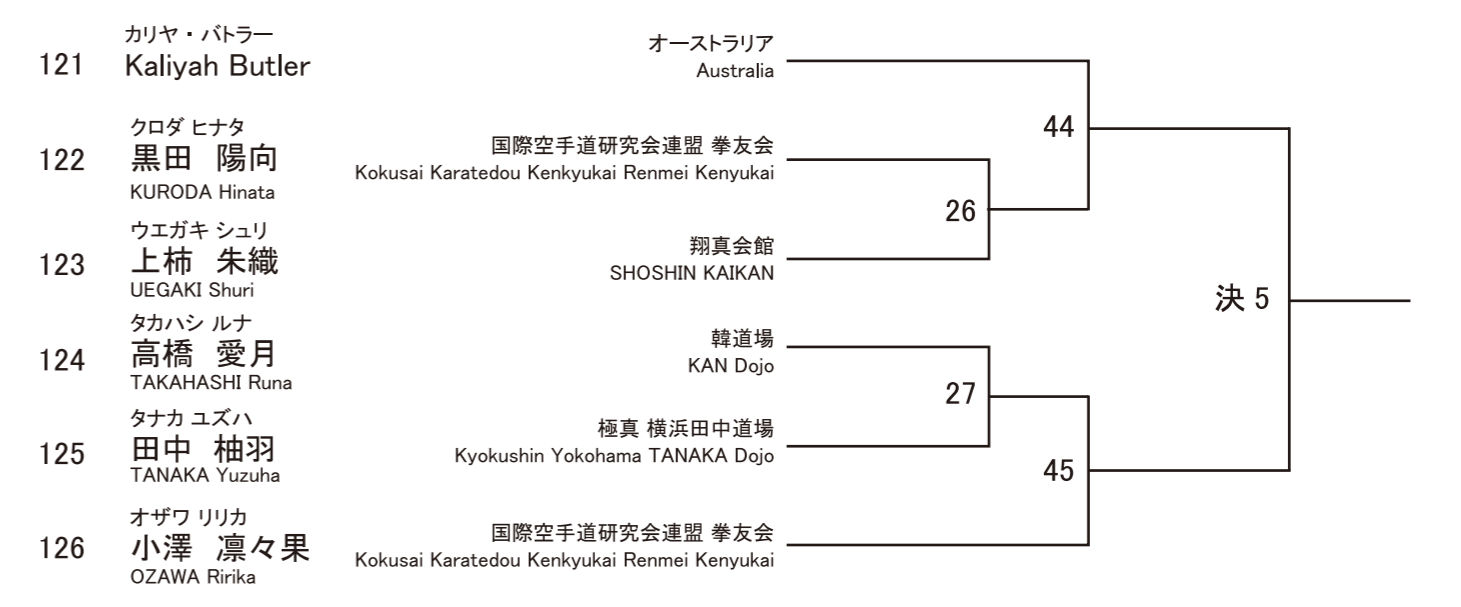 カリヤ・バトラー
121 Kaliyah Butler
オーストラリア
Australia
クロダ ヒナタ
122 黒田 陽向
KURODA Hinata
国際空手道研究会連盟 拳友会
Kokusai Karatedou Kenkyukai Renmei Kenyukai
44
26
ウエガキ シュリ
123 上柿 朱織
UEGAKI Shuri
翔真会館
SHOSHIN KAIKAN
決 5
タカハシ ルナ
124 高橋 愛月
TAKAHASHI Runa
韓道場
KAN Dojo
27
タナカ ユズハ
125 田中 柚羽
TANAKA Yuzuha
極真 横浜田中道場
Kyokushin Yokohama TANAKA Dojo
45
オザワ リリカ
126 小澤 凛々果
OZAWA Ririka
国際空手道研究会連盟 拳友会
Kokusai Karatedou Kenkyukai Renmei Kenyukai